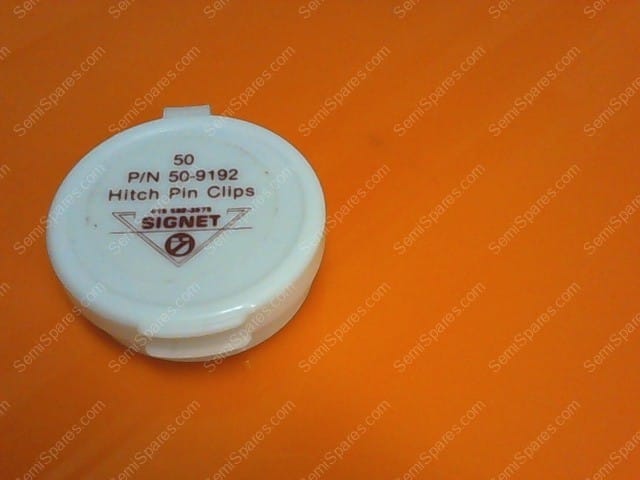 50
P/N 50-9192
Hitch Pin Clips
SIGNET
SemiSpares.com